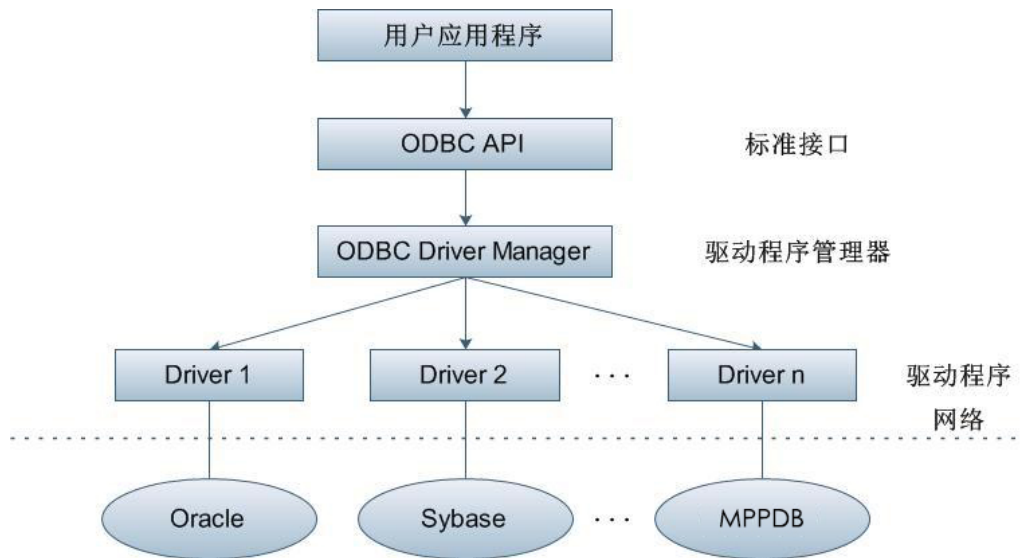 用户应用程序
ODBC API
标准接口
ODBC Driver Manager
驱动程序管理器
Driver 1
Driver 2
···
Driver n
驱动程序
网络
Oracle
Sybase
···
MPPDB